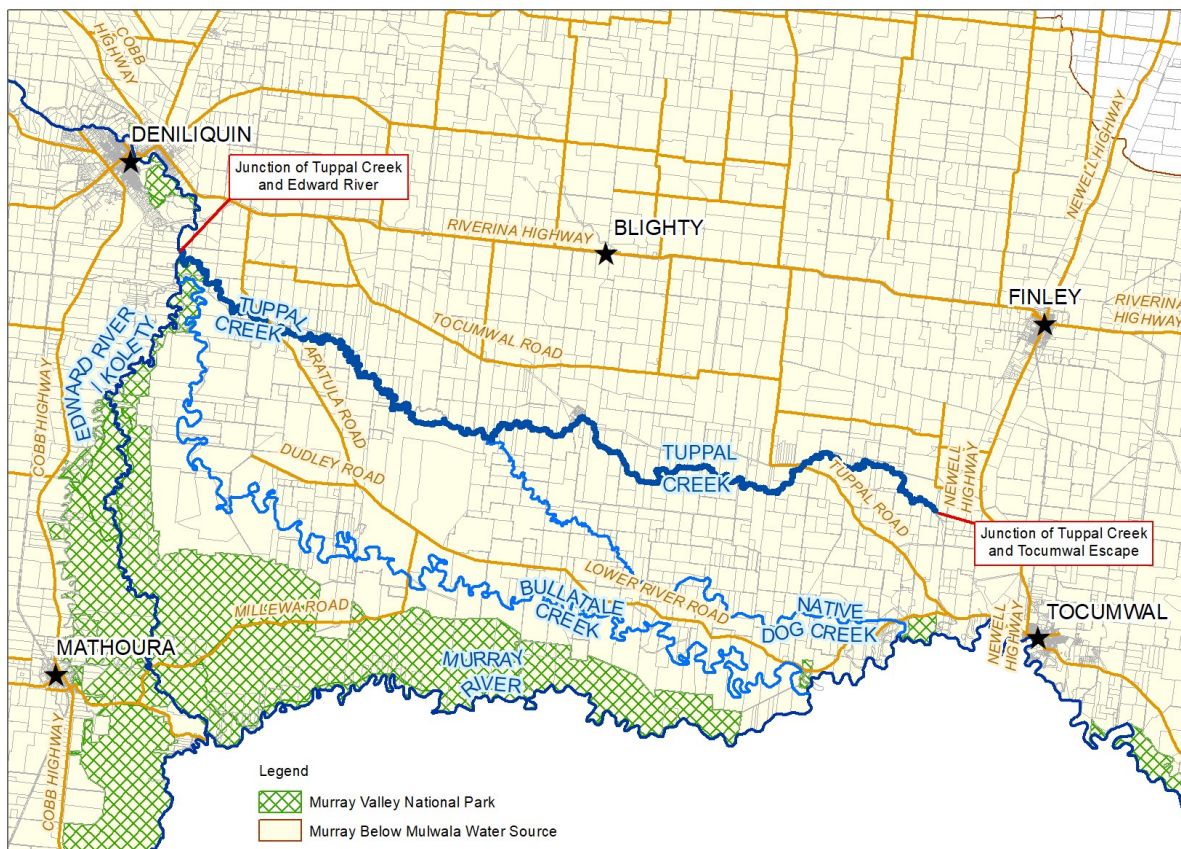 COBB
HIGHWAY
DENILIQUIN
Junction of Tuppal Creek
and Edward River
NEWELL HIGHWAY
RIVERINA HIGHWAY
BLIGHTY
FINLEY
RIVERINA
HIGHWAY
TUPPAL
CREEK
TOCUMWAL ROAD
EDWARD RIVER
/ KOLETY
ARATULA ROAD
COBB HIGHWAY
DUDLEY ROAD
TUPPAL
CREEK
TUPPAL ROAD
NEWELL
HIGHWAY
Junction of Tuppal Creek
and Tocumwal Escape
LOWER RIVER ROAD
BULLATALE
CREEK
NATIVE
DOG CREEK
MILLEWA ROAD
NEWELL
HIGHWAY
TOCUMWAL
MATHOURA
MURRAY
RIVER
COBB HIGHWAY
Legend
Murray Valley National Park
Murray Below Mulwala Water Source